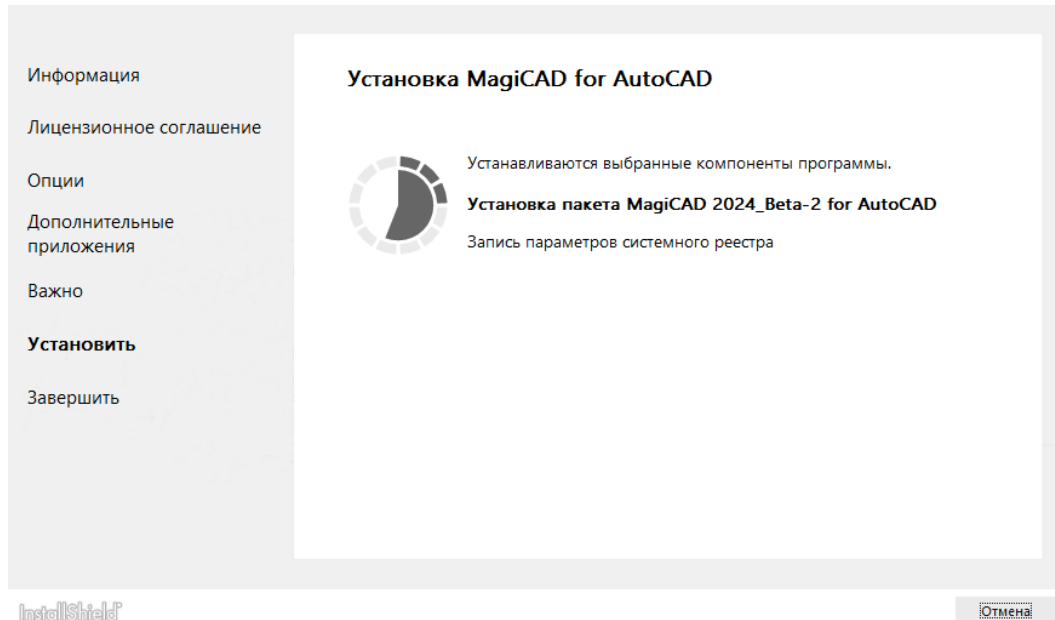 Информация
Лицензионное соглашение
Опции
Дополнительные
приложения
Важно
Установить
Завершить
Установка MagiCAD for AutoCAD
Устанавливаются выбранные компоненты программы.
Установка пакета MagiCAD 2024_Beta-2 for AutoCAD
Запись параметров системного реестра
InstallShield
Отмена